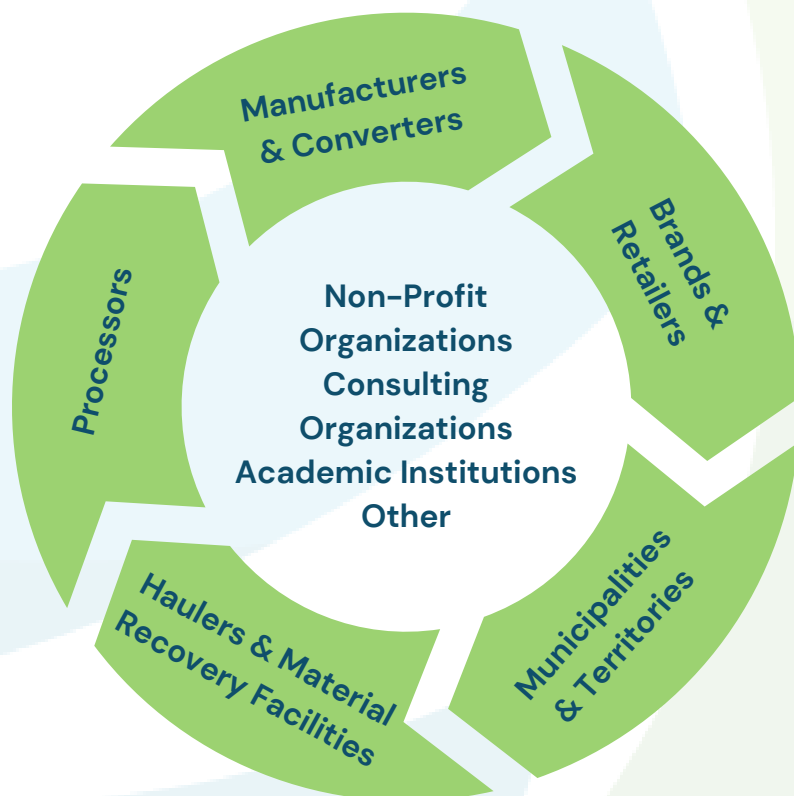 Manufacturers
& Converters
Brands &
Retailers
Municipalities
& Territories
Haulers & Material
Recovery Facilities
Processors
Non-Profit
Organizations
Consulting
Organizations
Academic Institutions
Other